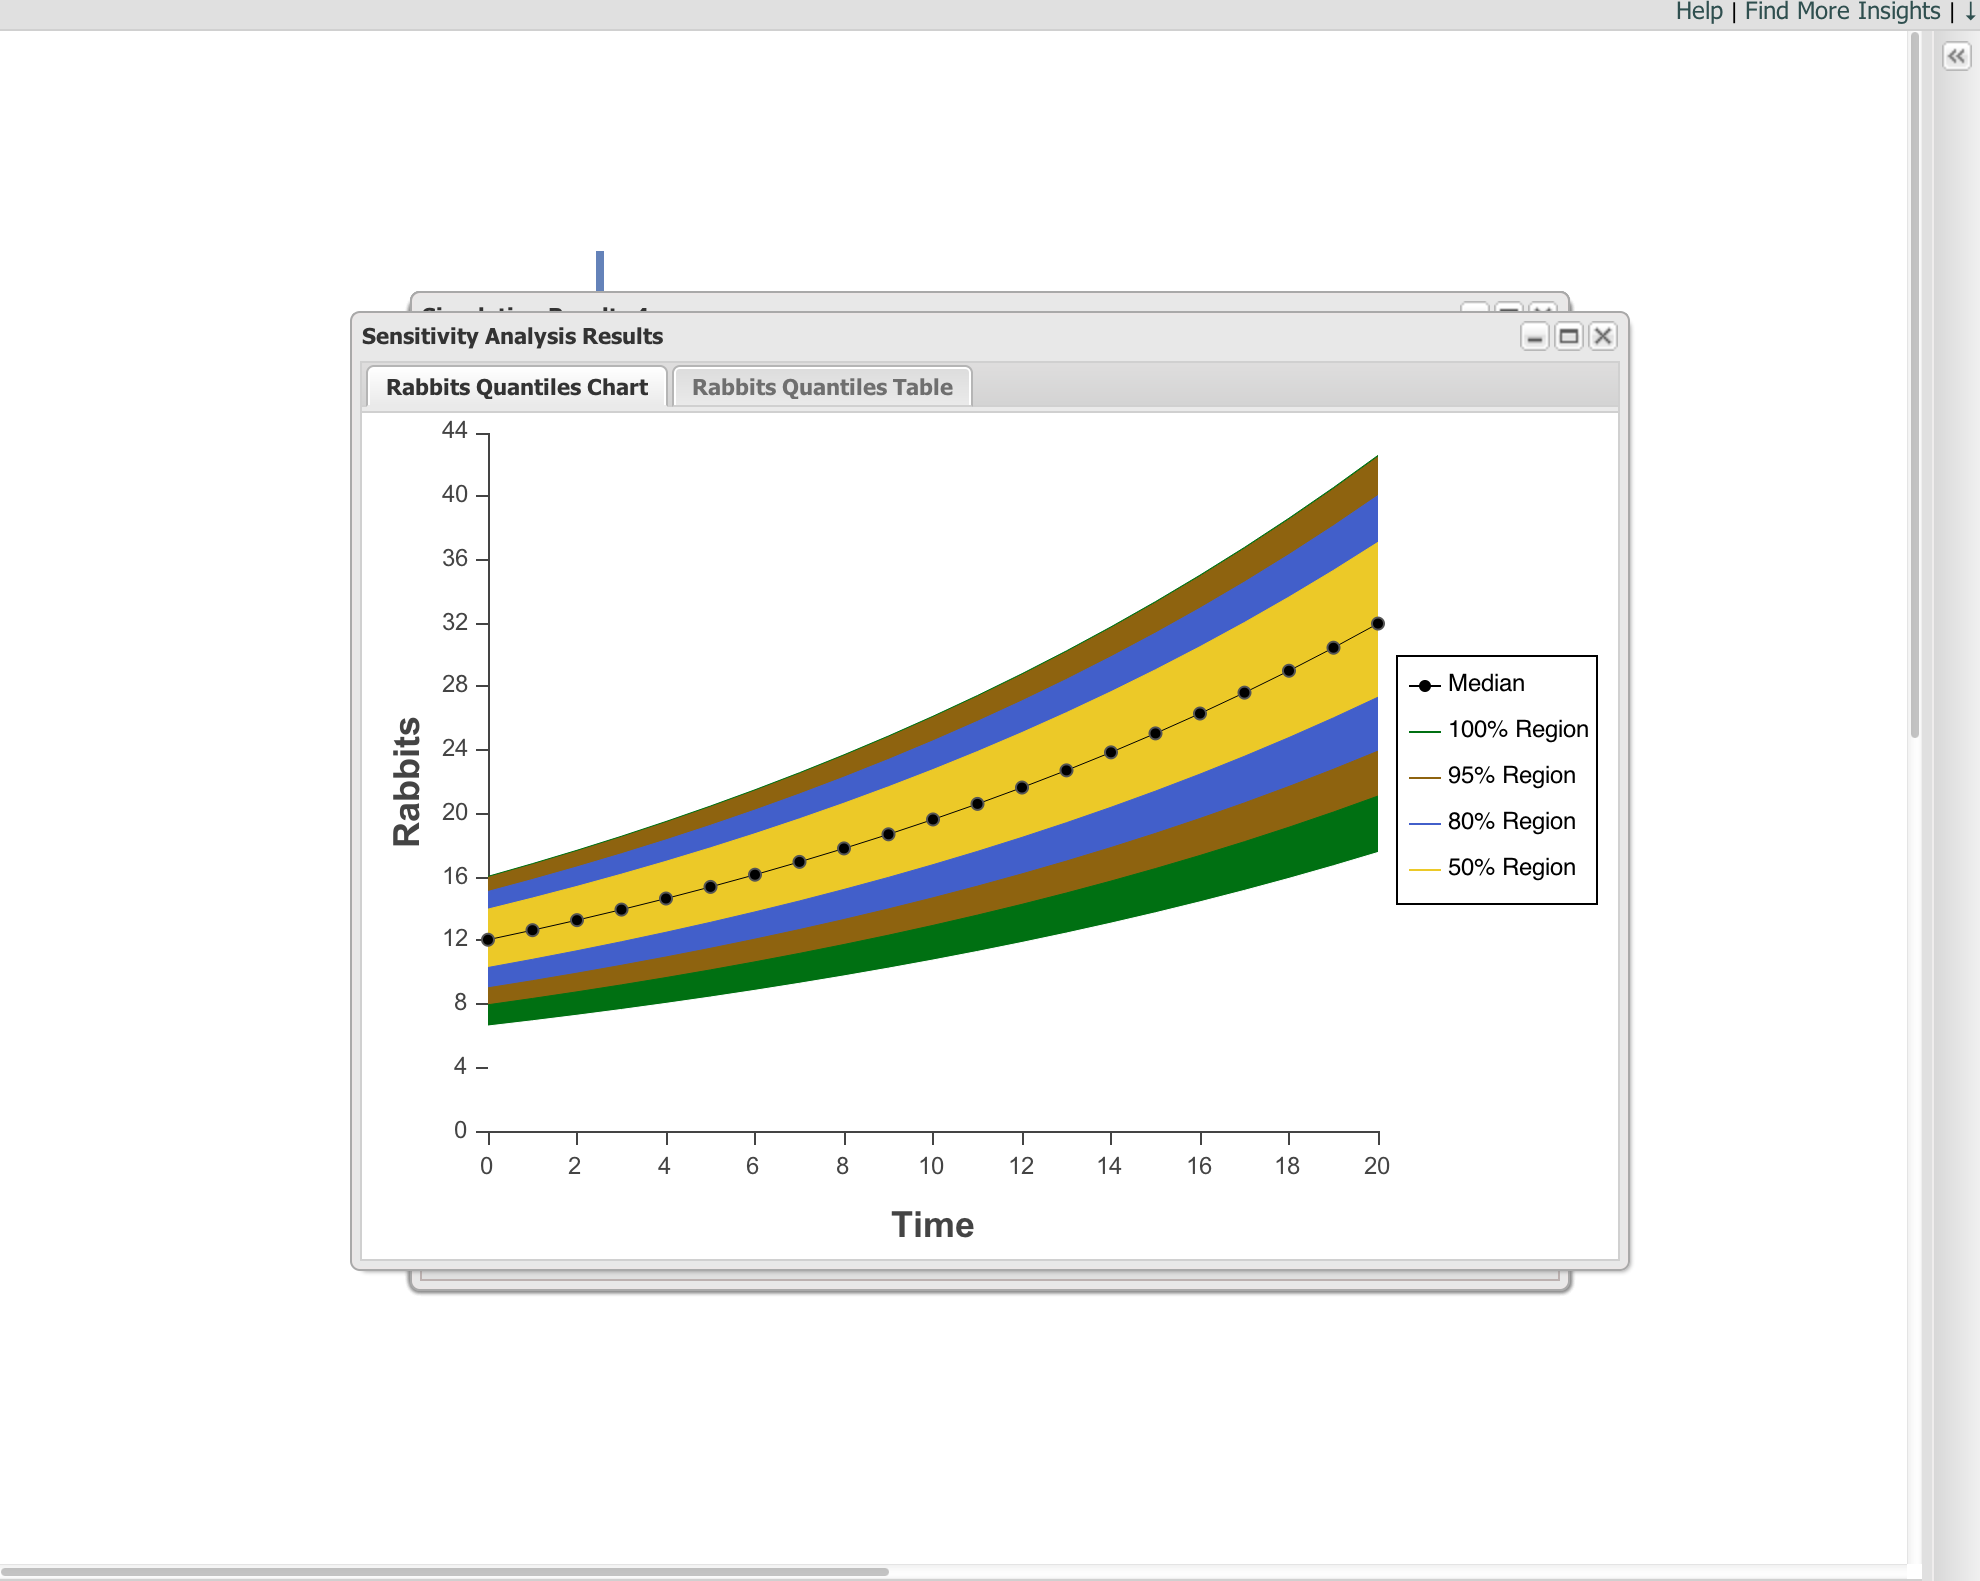 Help | Find More Insights | ↓
Sensitivity Analysis Results
Rabbits Quantiles Chart
Rabbits Quantiles Table
44
40
36
32
28
24
20
16
12
8
4
0
Rabbits
0 2 4 6 8 10 12 14 16 18 20
Time
Median
100% Region
95% Region
80% Region
50% Region